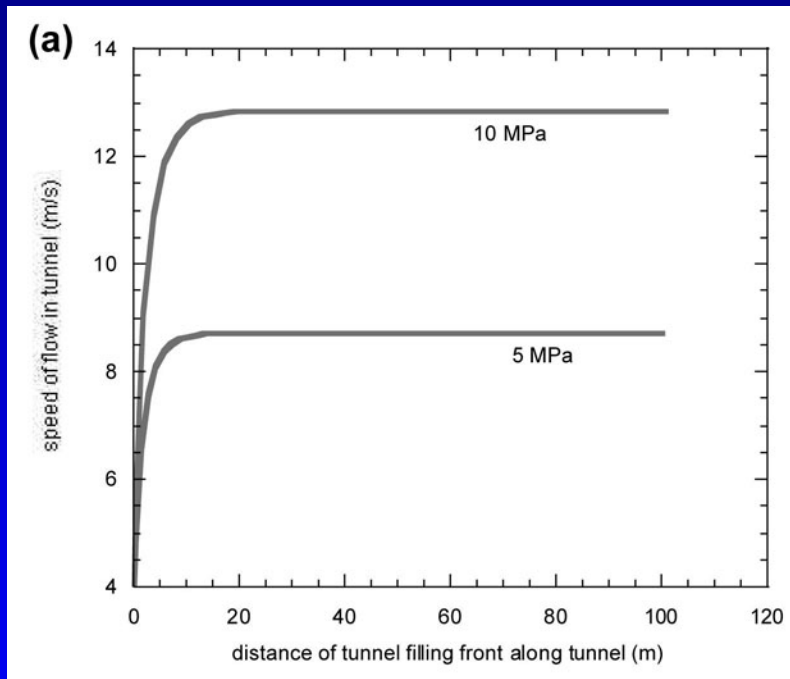 (a)
14
12
10
8
6
4
speed of flow in tunnel (m/s)
10 MPa
5 MPa
0 20 40 60 80 100 120
distance of tunnel filling front along tunnel (m)